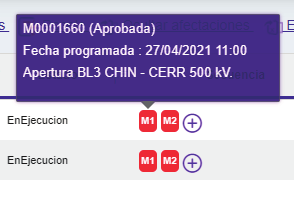 M0001660 (Aprobada)
Fecha programada : 27/04/2021 11:00
Apertura BL3 CHIN - CERR 500 kV.
EnEjecucion M1 M2
EnEjecucion M1 M2